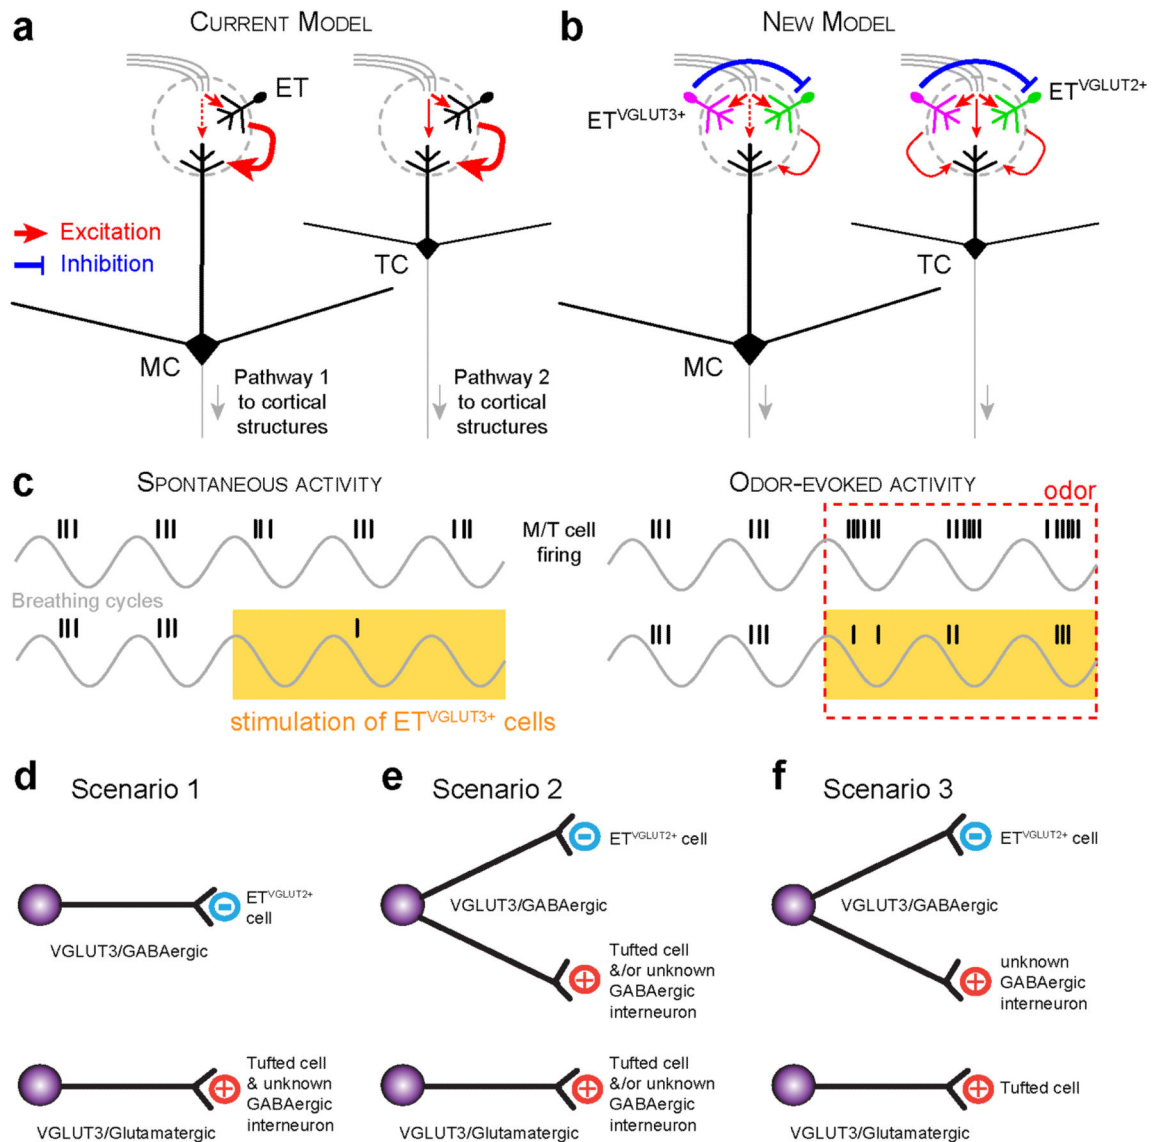 a
CURRENT MODEL
ET
Excitation
Inhibition
MC
TC
Pathway 1
to cortical
structures
Pathway 2
to cortical
structures
b
NEW MODEL
ETVGLUT3+
ETVGLUT2+
MC
TC
c
SPONTANEOUS ACTIVITY
M/T cell
firing
ODOR-EVOKED ACTIVITY
odor
Breathing cycles
stimulation of ETVGLUT3+ cells
d
Scenario 1
ETVGLUT2+
cell
VGLUT3/GABAergic
Tufted cell
& unknown
GABAergic
interneuron
VGLUT3/Glutamatergic
e
Scenario 2
ETVGLUT2+ cell
VGLUT3/GABAergic
Tufted cell
&/or unknown
GABAergic
interneuron
Tufted cell
&/or unknown
GABAergic
interneuron
VGLUT3/Glutamatergic
f
Scenario 3
ETVGLUT2+ cell
VGLUT3/GABAergic
unknown
GABAergic
interneuron
Tufted cell
VGLUT3/Glutamatergic